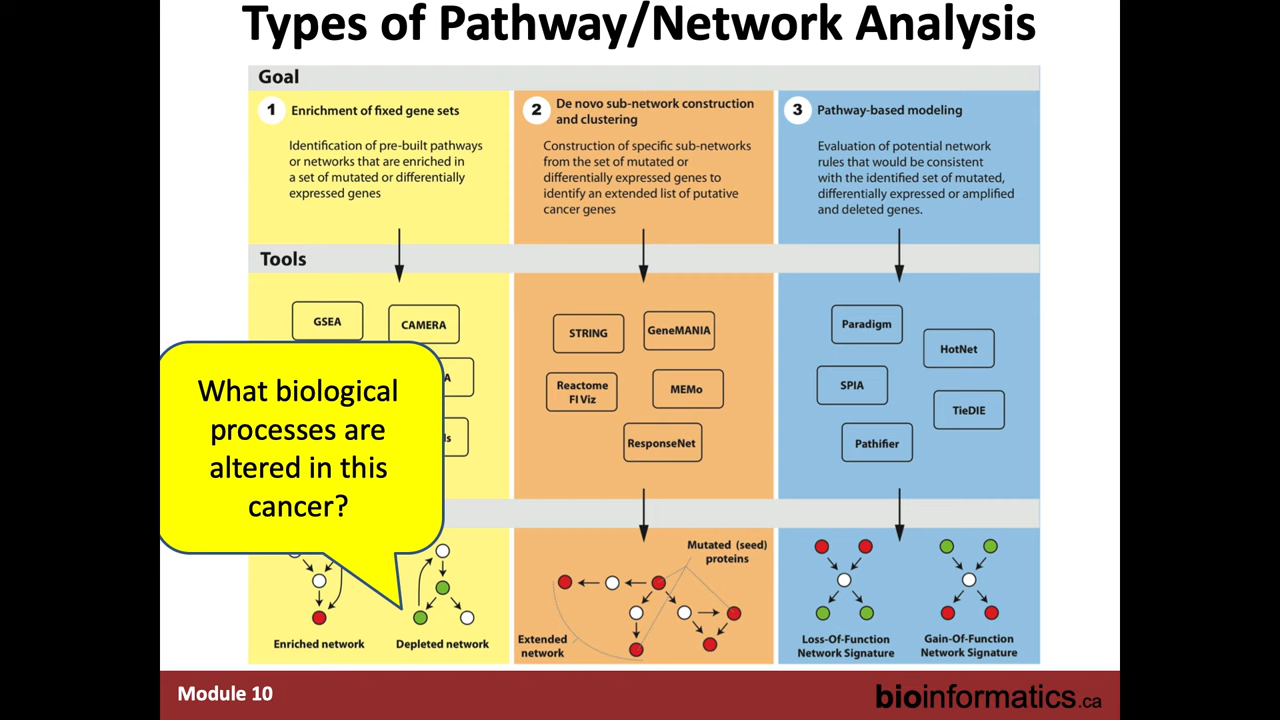 Types of Pathway/Network Analysis
Goal
1 Enrichment of fixed gene sets
Identification of pre-built pathways
or networks that are enriched in
a set of mutated or differentially
expressed genes
2 De novo sub-network construction
and clustering
Construction of specific sub-networks
from the set of mutated or
differentially expressed genes to
identify an extended list of putative
cancer genes
3 Pathway-based modeling
Evaluation of potential network
rules that would be consistent
with the identified set of mutated,
differentially expressed or amplified
and deleted genes.
Tools
GSEA
CAMERA
What biological
processes are
altered in this
cancer?
STRING
GeneMANIA
Reactome
FI Viz
MEMo
ResponseNet
Paradigm
HotNet
SPIA
TieDIE
Pathifier
Enriched network
Depleted network
Mutated (seed)
proteins
Extended
network
Loss-Of-Function
Network Signature
Gain-Of-Function
Network Signature
Module 10
bioinformatics.ca